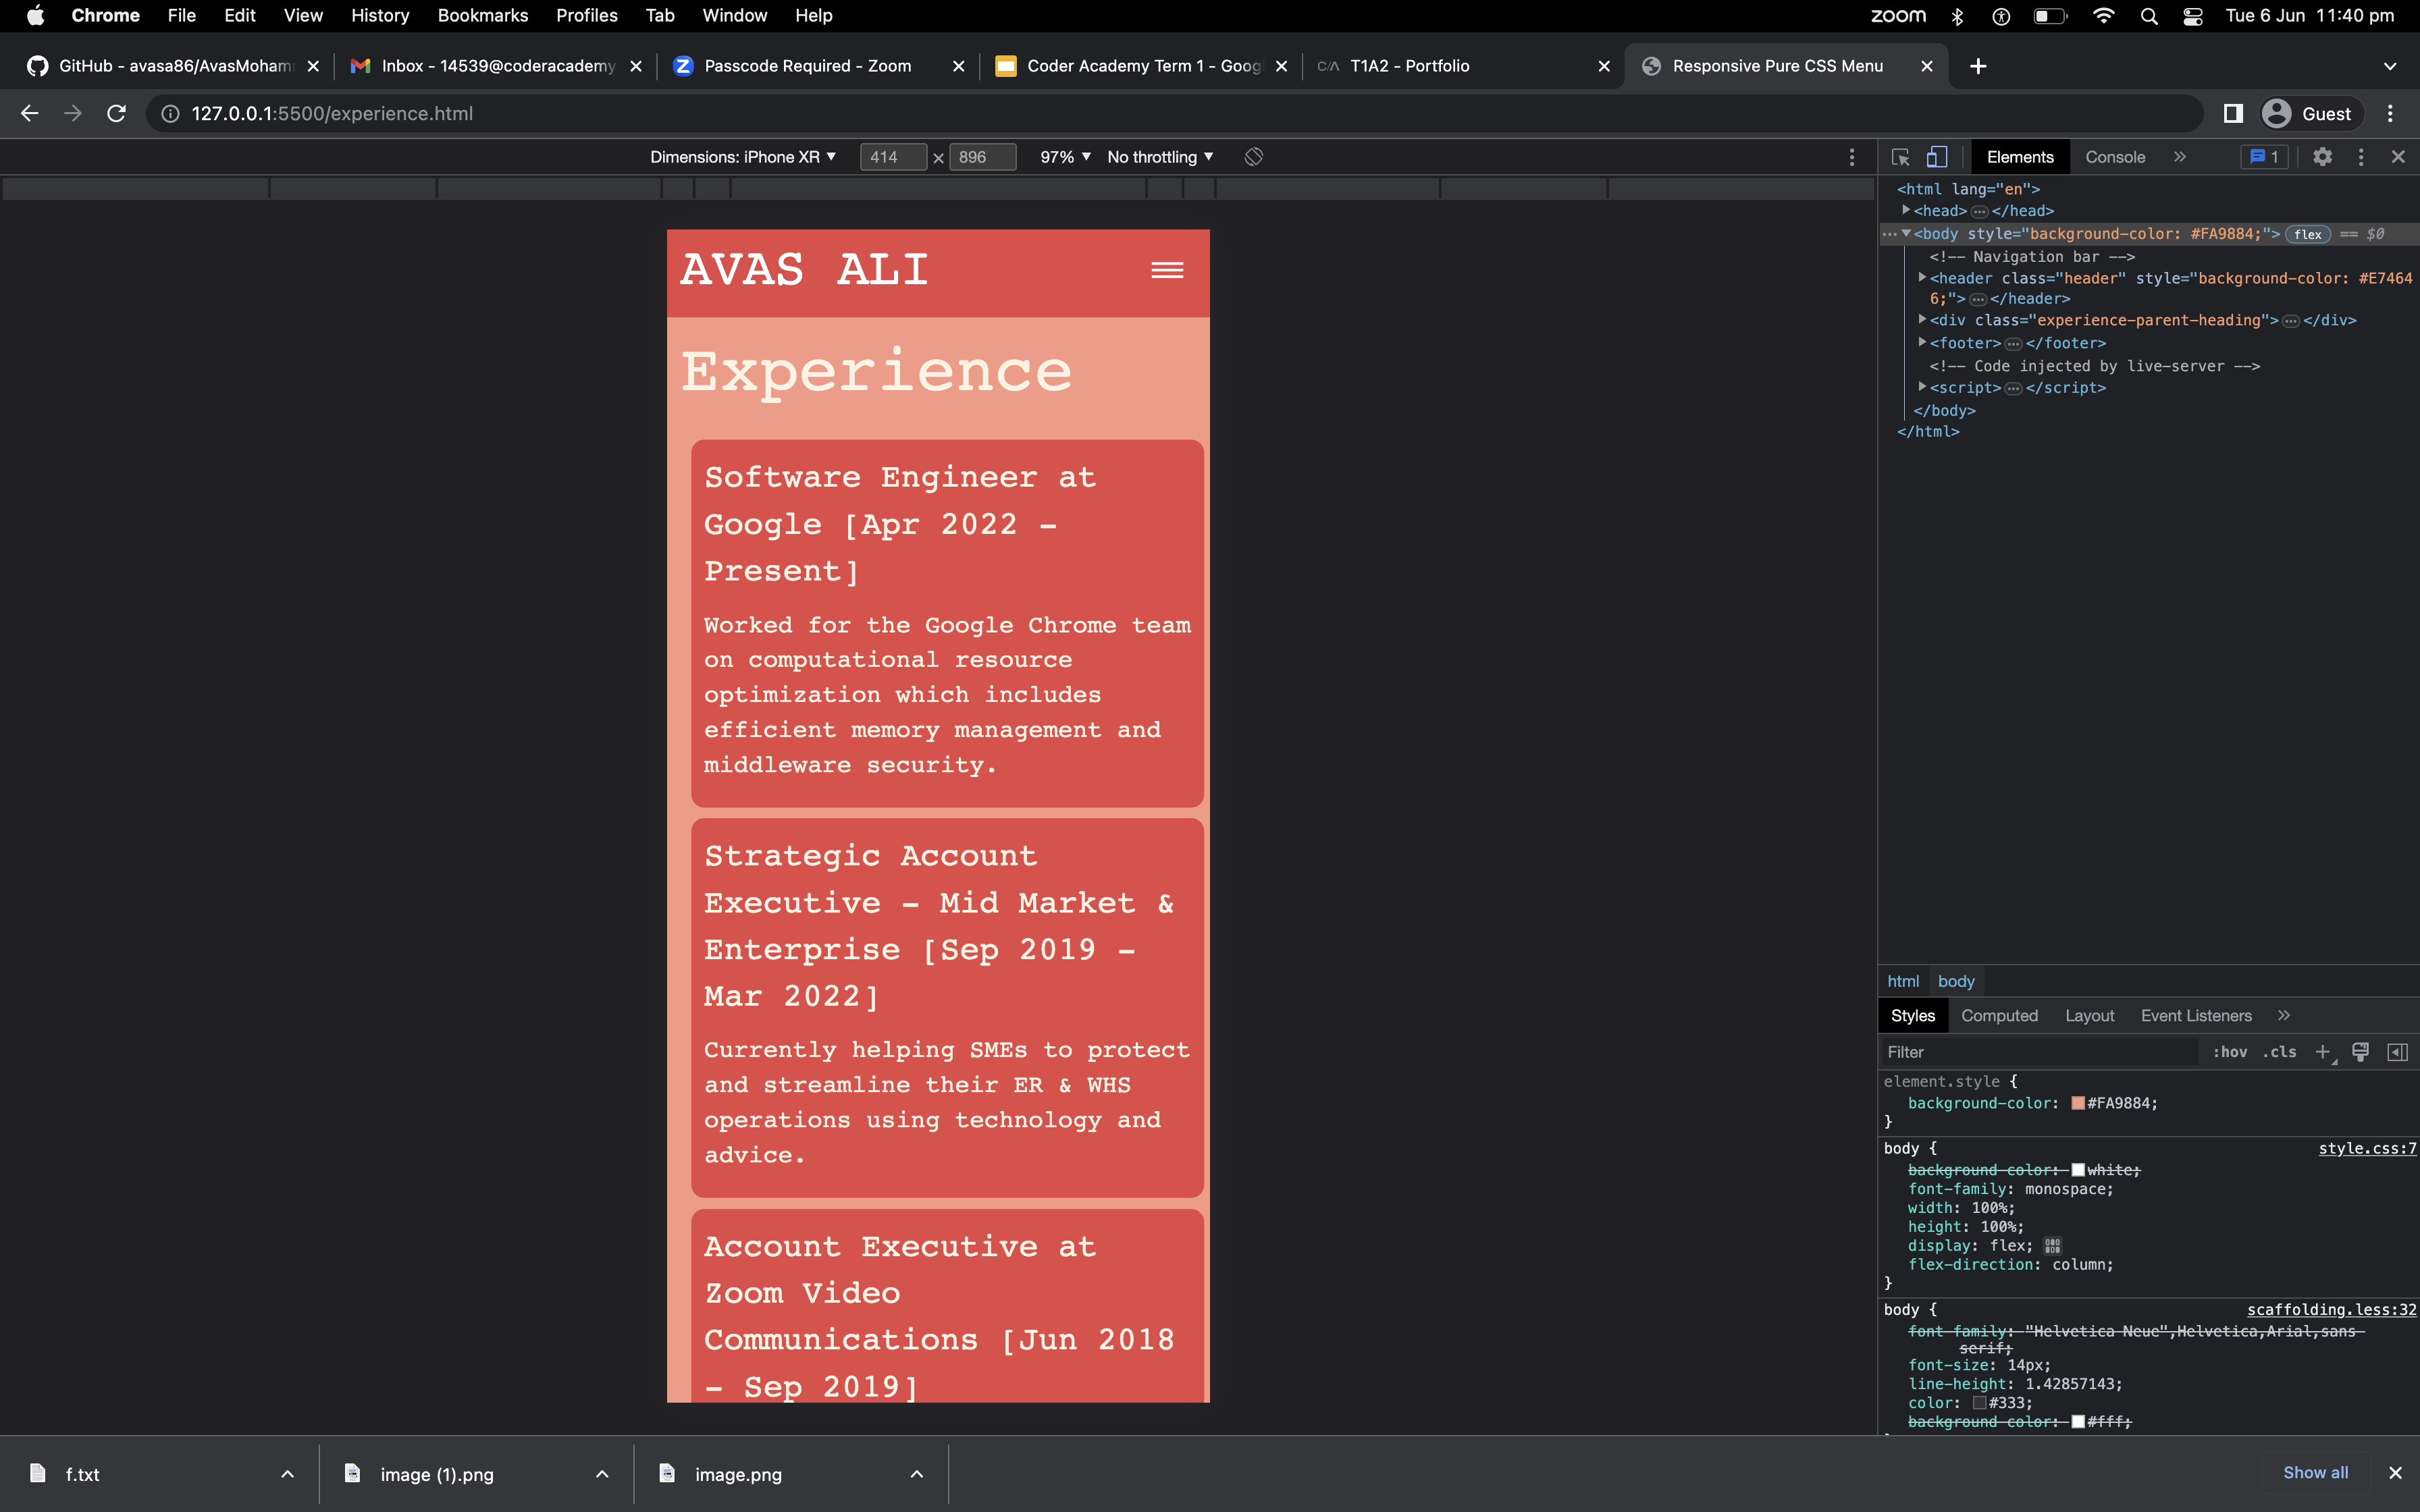 Chrome File Edit View History Bookmarks Profiles Tab Window Help zoom Tue 6 Jun 11:40 pm
GitHub - avasa86/AvasMoham Inbox - 14539@coderacademy. Passcode Required - Zoom Coder Academy Term 1 - Goog C/Λ T1A2 - Portfolio Responsive Pure CSS Menu
127.0.0.1:5500/experience.html Guest
Dimensions: iPhone XR 414 × 896 97% No throttling Elements Console 1
AVAS ALI
Experience
Software Engineer at
Google [Apr 2022 -
Present]
Worked for the Google Chrome team
on computational resource
optimization which includes
efficient memory management and
middleware security.
Strategic Account
Executive - Mid Market &
Enterprise [Sep 2019 -
Mar 2022]
Currently helping SMEs to protect
and streamline their ER & WHS
operations using technology and
advice.
Account Executive at
Zoom Video
Communications [Jun 2018
- Sep 2019]
<html lang="en">
<head>…</head>
<body style="background-color: #FA9884;"> flex == $0
<!-- Navigation bar -->
<header class="header" style="background-color: #E7464
6;">…</header>
<div class="experience-parent-heading">…</div>
<footer>…</footer>
<!-- Code injected by live-server -->
<script>…</script>
</body>
</html>
html body
Styles Computed Layout Event Listeners
Filter :hov .cls
element.style {
background-color: #FA9884;
}
body { style.css:7
background-color: white;
font-family: monospace;
width: 100%;
height: 100%;
display: flex;
flex-direction: column;
}
body { scaffolding.less:32
font-family: "Helvetica Neue",Helvetica,Arial,sans-
serif;
font-size: 14px;
line-height: 1.42857143;
color: #333;
background-color: #fff;
f.txt image (1).png image.png Show all